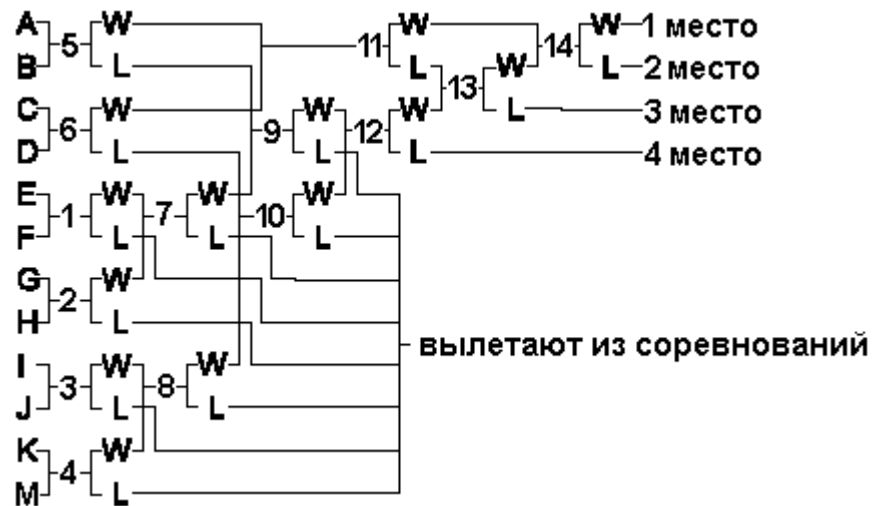 A 5 W 11 W 14 W 1 место
B L L 13 W L 2 место
C 6 W 9 W 12 W L 3 место
D L L L 4 место
E 1 W 7 W 10 W
F L L L
G 2 W
H L
вылетают из соревнований
I 3 W 8 W
J L L
K 4 W
M L